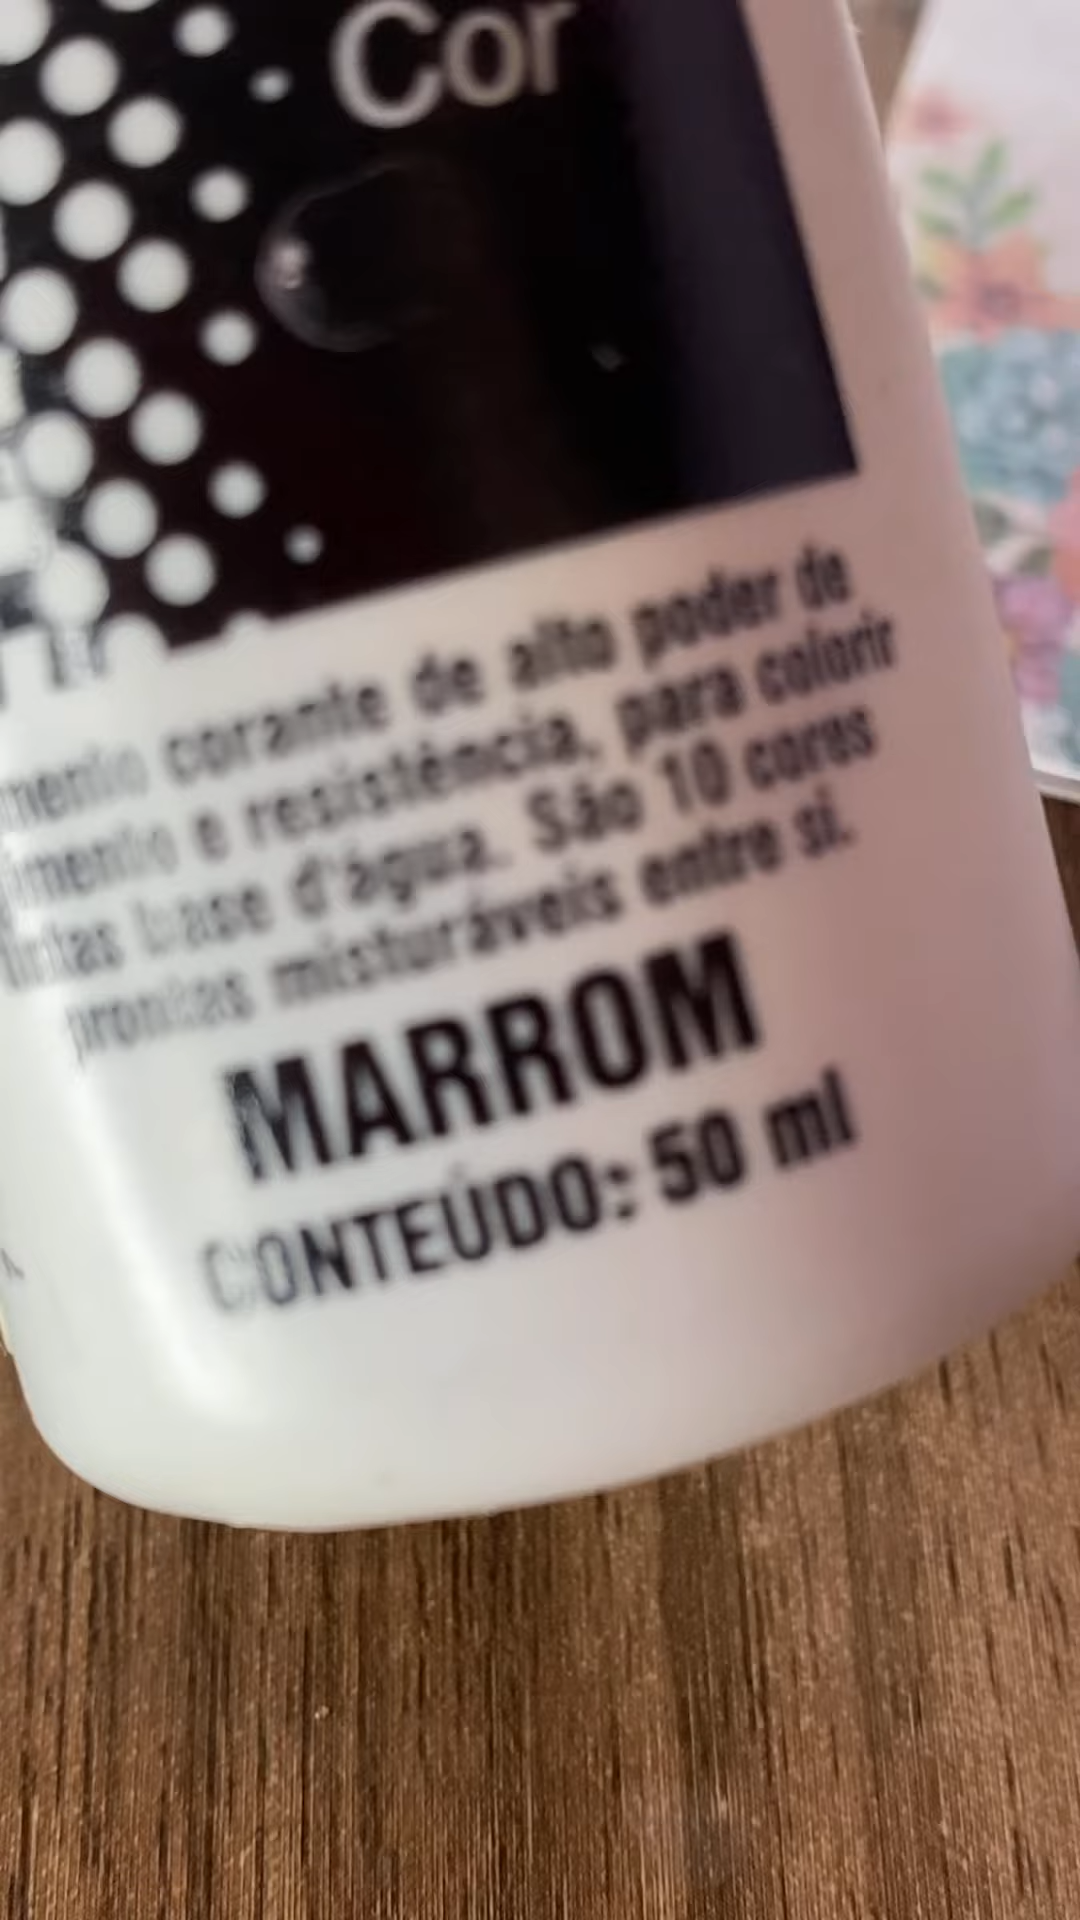 Cor
corante de alto poder de
e resistência, para colorir
base d'água. São 10 cores
prontas misturáveis entre si.
MARROM
CONTEÚDO: 50 ml